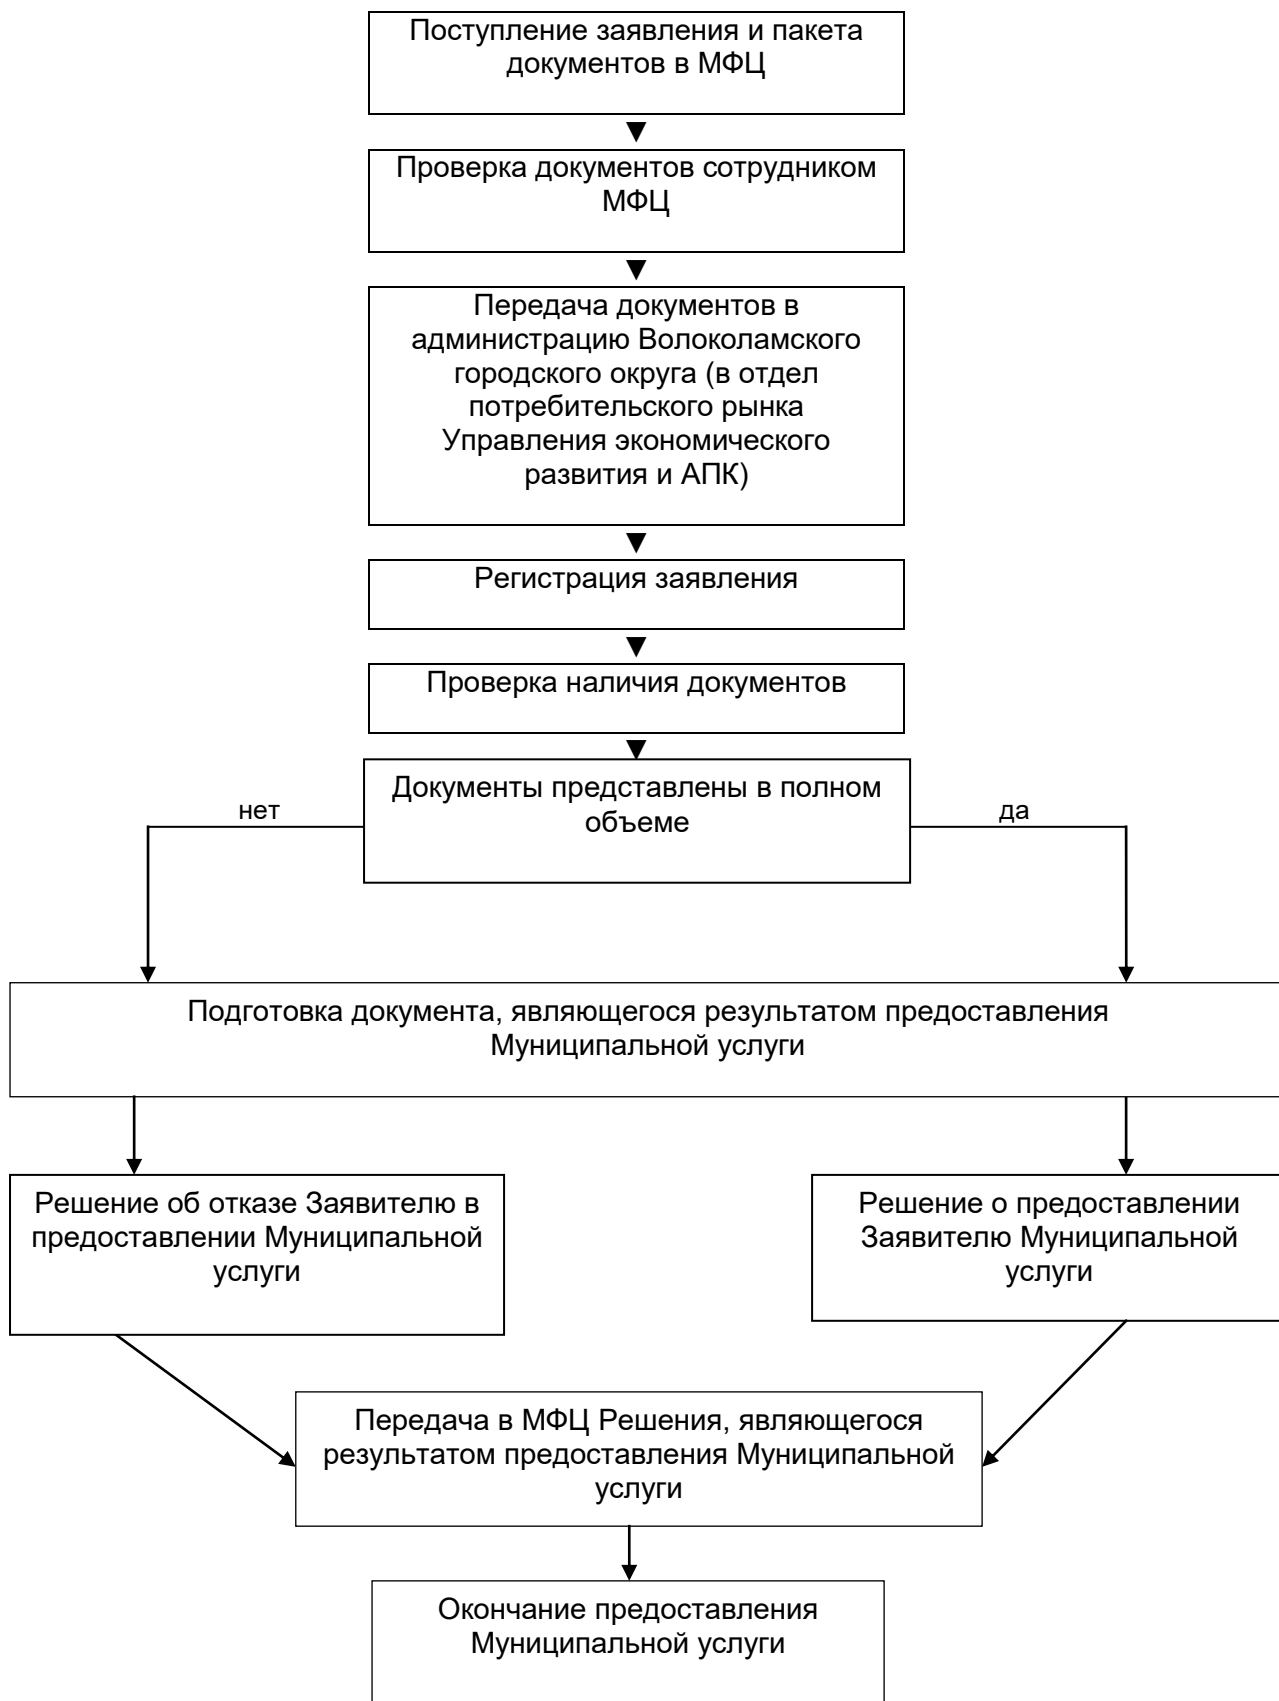 Поступление заявления и пакета
документов в МФЦ
Проверка документов сотрудником
МФЦ
Передача документов в
администрацию Волоколамского
городского округа (в отдел
потребительского рынка
Управления экономического
развития и АПК)
Регистрация заявления
Проверка наличия документов
Документы представлены в полном
объеме
нет
да
Подготовка документа, являющегося результатом предоставления
Муниципальной услуги
Решение об отказе Заявителю в
предоставлении Муниципальной
услуги
Решение о предоставлении
Заявителю Муниципальной
услуги
Передача в МФЦ Решения, являющегося
результатом предоставления Муниципальной
услуги
Окончание предоставления
Муниципальной услуги